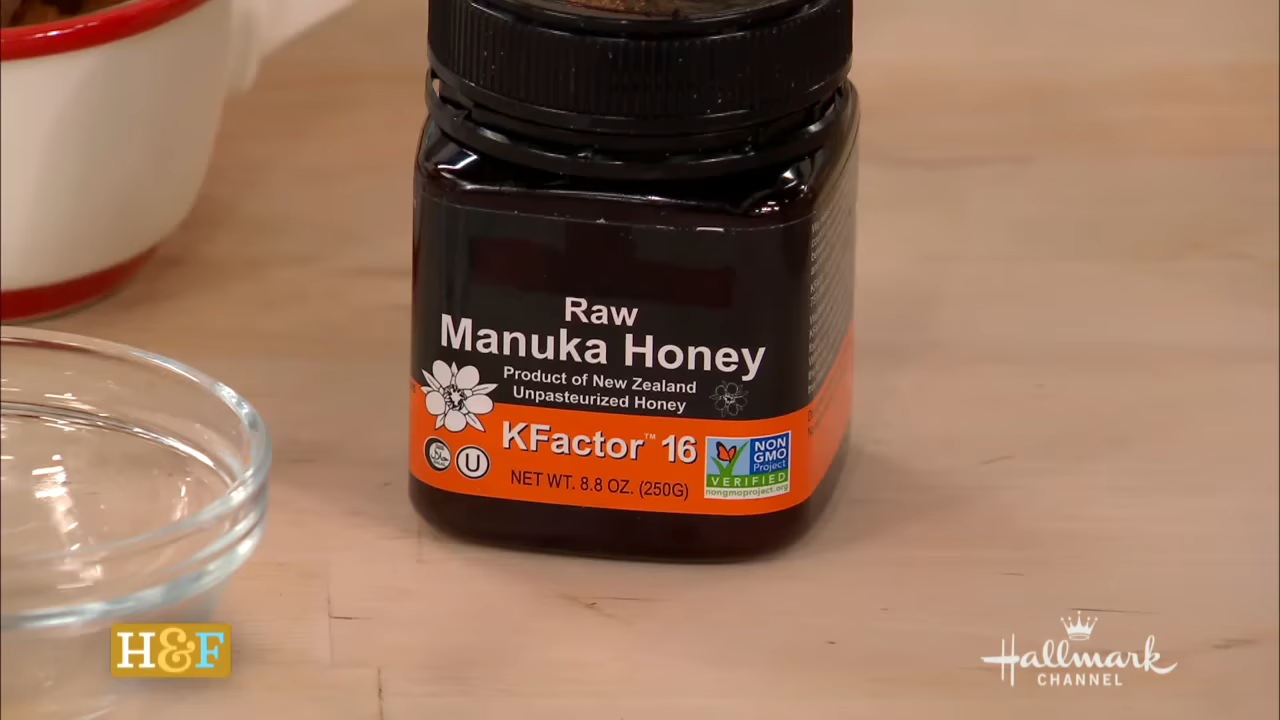 Raw
Manuka Honey
Product of New Zealand
Unpasteurized Honey
KFactor™ 16
NET WT. 8.8 OZ. (250G)
U
NON
GMO
Project
VERIFIED
nongmoproject.org
H&F
Hallmark
CHANNEL